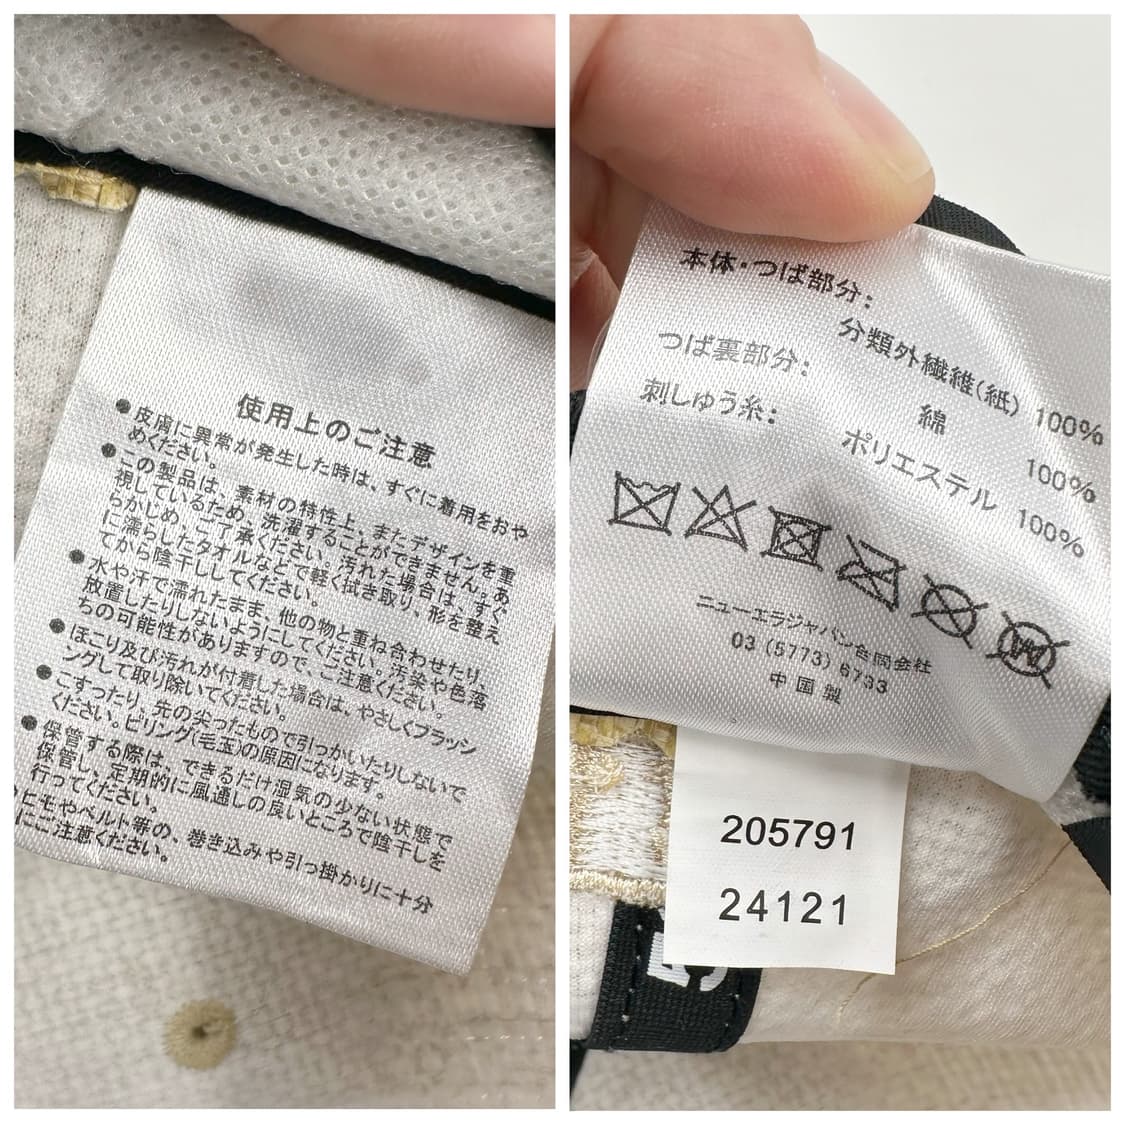 使用上のご注意
●皮膚に異常が発生した時は、すぐに着用をおや
めください。
●この製品は、素材の特性上、またデザインを重
視しているため、洗濯することができません。あ
らかじめ、ご了承ください。汚れた場合は、すぐ
に濡らしたタオルなどで軽く拭き取り、形を整え
てから陰干ししてください。
●水や汗で濡れたまま、他の物と重ね合わせたり、
放置したりしないようにしてください。汚染や色落
ちの可能性がありますので、ご注意ください。
●ほこり及び汚れが付着した場合は、やさしくブラッシ
ングして取り除いてください。
●こすったり、先の尖ったもので引っかいたりしないで
ください。ピリング(毛玉)の原因になります。
●保管する際は、できるだけ湿気の少ない状態で
保管し、定期的に風通しの良いところで陰干しを
行ってください。
●ヒモやベルト等の、巻き込みや引っ掛かりに十分
にご注意ください。
本体・つば部分:
分類外繊維(紙) 100%
つば裏部分:
綿 100%
刺しゅう糸:
ポリエステル 100%
ニューエラジャパン合同会社
03 (5773) 6733
中国製
205791
24121